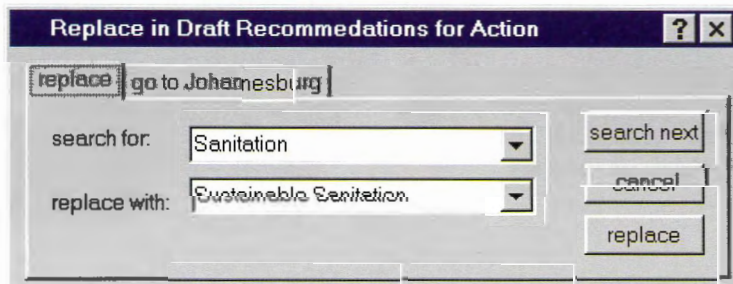 Replace in Draft Recommedations for Action ? ×
replace go to Johannesburg
search for: Sanitation search next
cancel
replace with: Sustainable Sanitation
replace